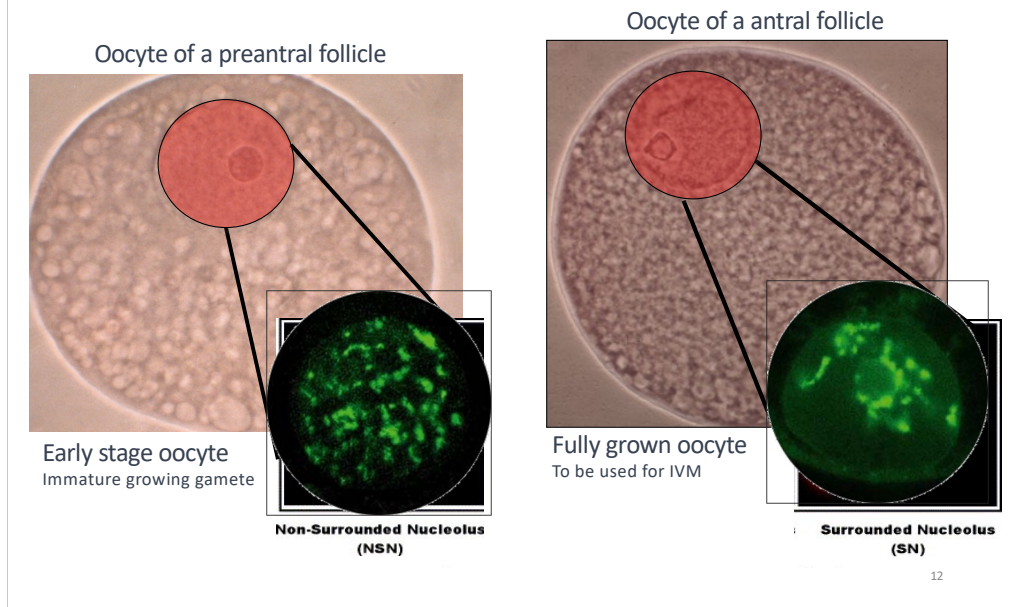 Oocyte of a preantral follicle
Early stage oocyte
Immature growing gamete
Non-Surrounded Nucleolus
(NSN)
Oocyte of a antral follicle
Fully grown oocyte
To be used for IVM
Surrounded Nucleolus
(SN)
12